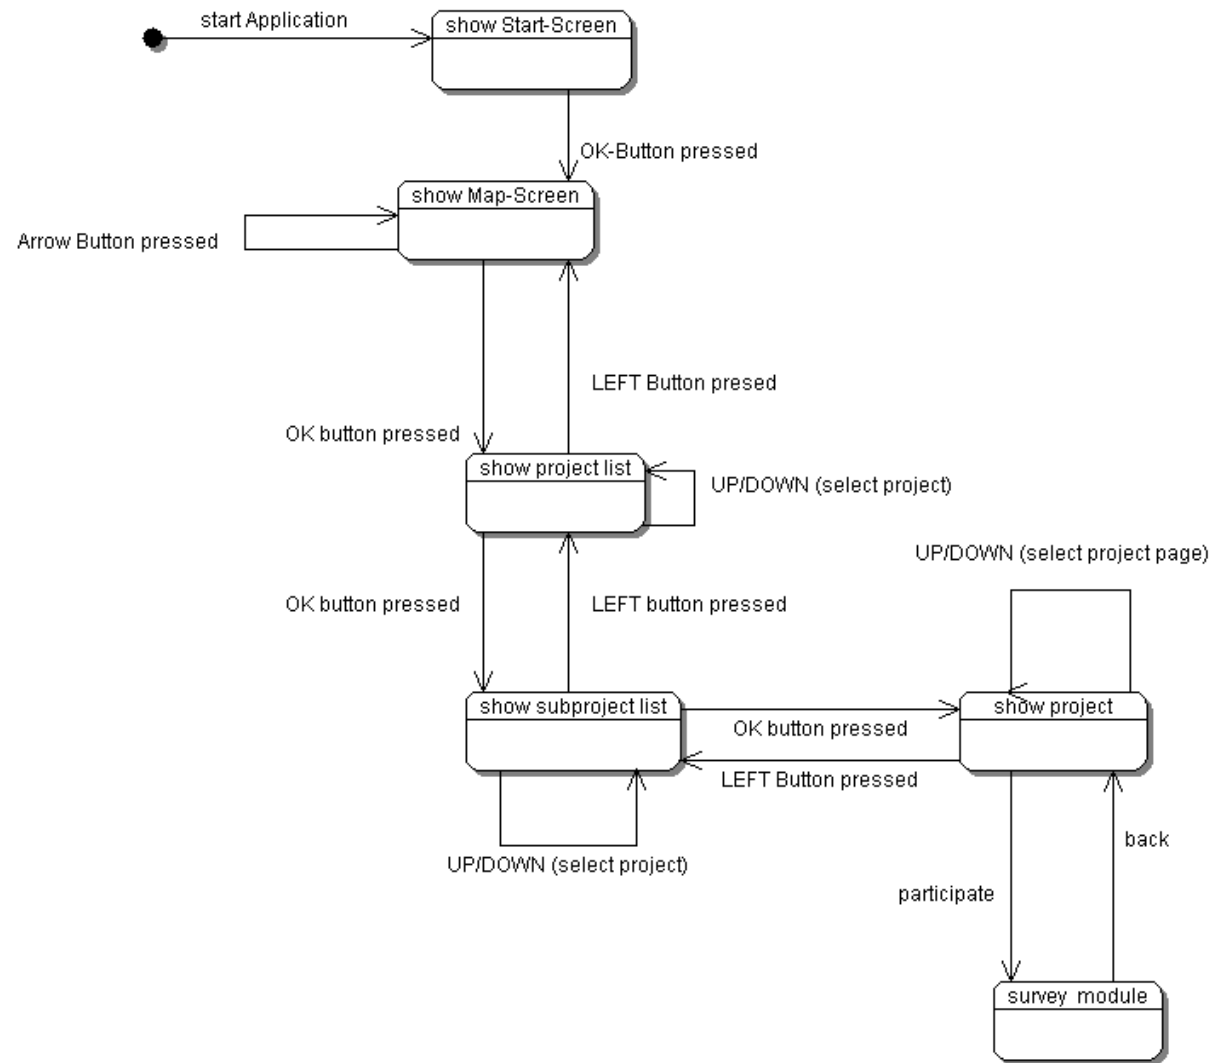 start Application
show Start-Screen
OK-Button pressed
show Map-Screen
Arrow Button pressed
LEFT Button presed
OK button pressed
show project list
UP/DOWN (select project)
UP/DOWN (select project page)
OK button pressed
LEFT button pressed
show subproject list
show project
OK button pressed
LEFT Button pressed
UP/DOWN (select project)
back
participate
survey module